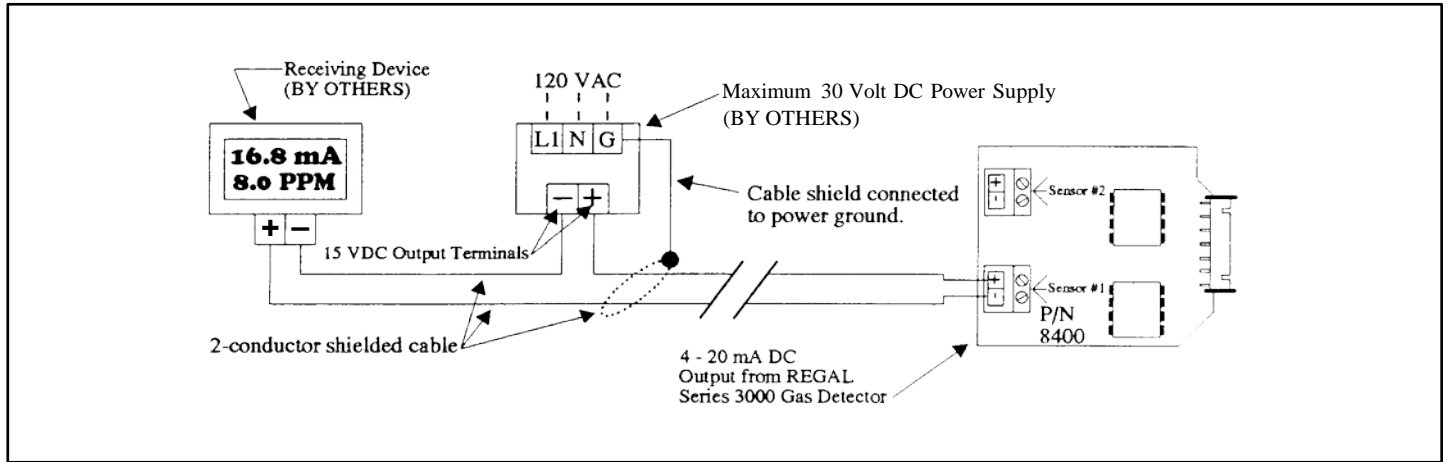 Receiving Device
(BY OTHERS)
120 VAC
Maximum 30 Volt DC Power Supply
(BY OTHERS)
L1 N G
16.8 mA
8.0 PPM
+ -
- +
Cable shield connected
to power ground.
15 VDC Output Terminals
+
-
Sensor #2
+
-
Sensor #1
P/N
8400
2-conductor shielded cable
4 - 20 mA DC
Output from REGAL
Series 3000 Gas Detector